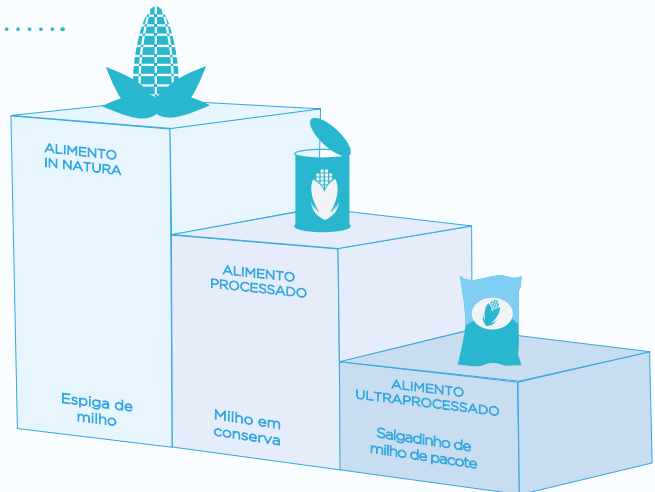 ALIMENTO
IN NATURA
Espiga de
milho
ALIMENTO
PROCESSADO
Milho em
conserva
ALIMENTO
ULTRAPROCESSADO
Salgadinho de
milho de pacote